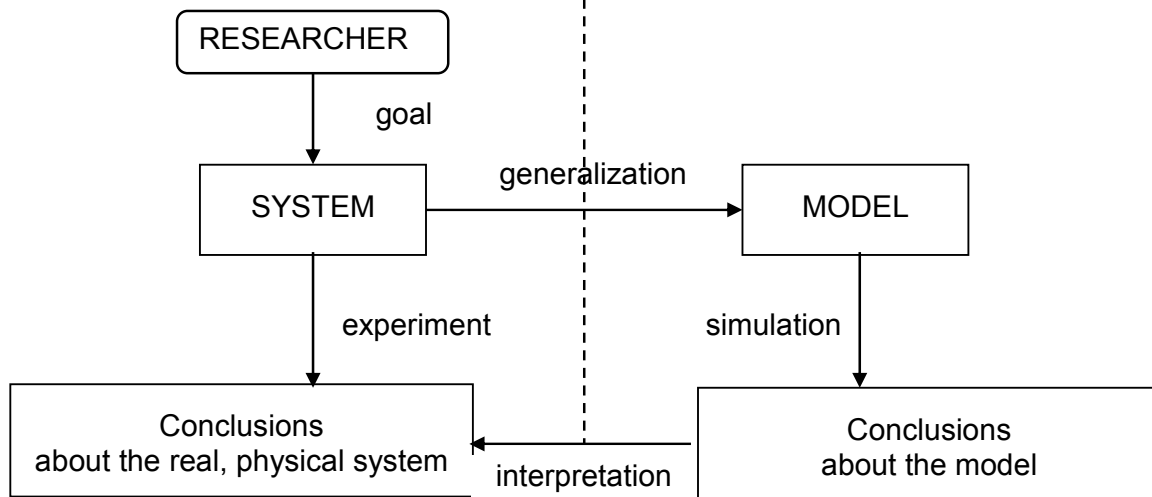 RESEARCHER
goal
generalization
SYSTEM
MODEL
experiment
simulation
Conclusions
about the real, physical system
interpretation
Conclusions
about the model